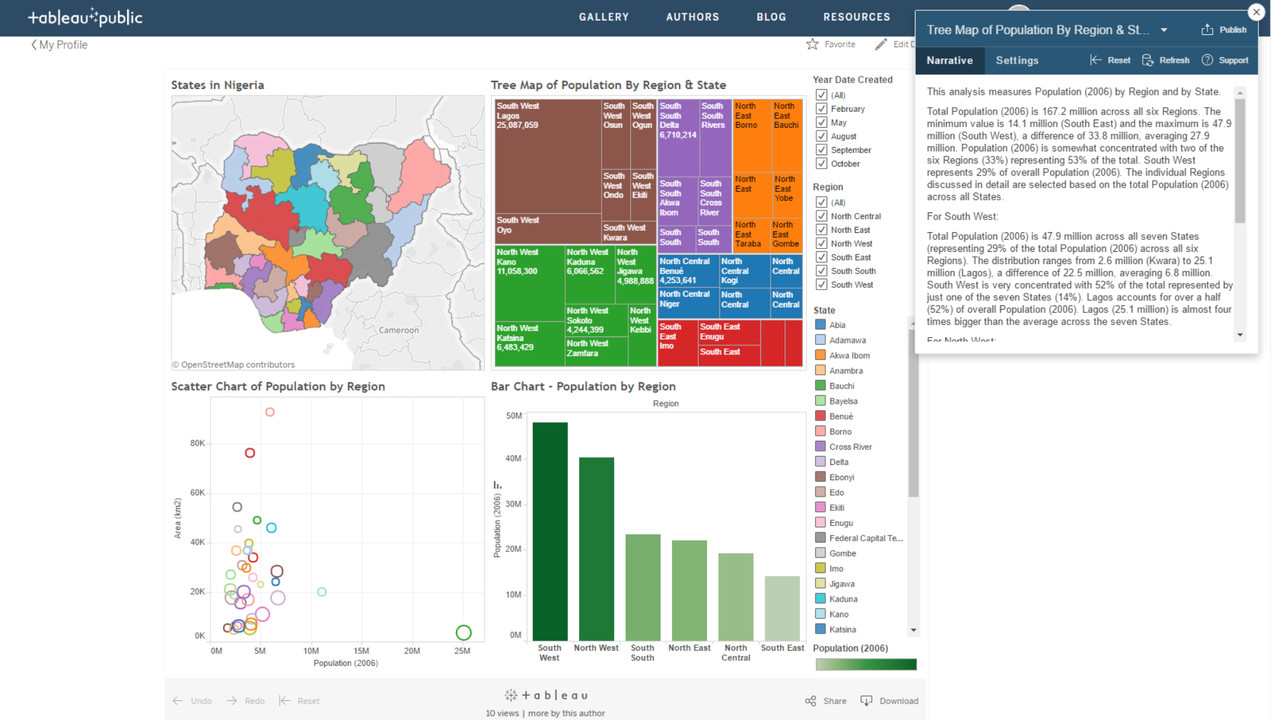 tableau public
GALLERY AUTHORS BLOG RESOURCES
My Profile
Favorite
Edit D
States in Nigeria
Cameroon
© OpenStreetMap contributors
Tree Map of Population By Region & State
South West
Lagos
25,087,059
South West
Oyo
South
West
Osun
South
West
Ogun
South
West
Ondo
South
West
Ekiti
South West
Kwara
South
South
Delta
6,710,214
South
South
Rivers
South
South
Akwa
Ibom
South
South
Cross
River
South
South
South
South
North
East
Borno
North
East
Bauchi
North
East
North
East
Yobe
North
East
Taraba
North
East
Gombe
North West
Kano
11,058,300
North West
Katsina
6,483,429
North West
Kaduna
6,066,562
North
West
Jigawa
4,988,888
North West
Sokoto
4,244,399
North West
Zamfara
North
West
Kebbi
North Central
Benué
4,253,641
North
Central
Kogi
North
Central
North Central
Niger
North
Central
North
Central
South
East
Imo
South East
Enugu
South East
Scatter Chart of Population by Region
Area (km2)
80K
60K
40K
20K
0K
0M 5M 10M 15M 20M 25M
Population (2006)
Bar Chart - Population by Region
Region
Population (2006)
50M
40M
30M
20M
10M
0M
South
West
North West
South
South
North East
North
Central
South East
Year Date Created
(All)
February
May
August
September
October
Region
(All)
North Central
North East
North West
South East
South South
South West
State
Abia
Adamawa
Akwa Ibom
Anambra
Bauchi
Bayelsa
Benué
Borno
Cross River
Delta
Ebonyi
Edo
Ekiti
Enugu
Federal Capital Te...
Gombe
Imo
Jigawa
Kaduna
Kano
Katsina
Population (2006)
Tree Map of Population By Region & St...
Publish
Narrative Settings Reset Refresh Support
This analysis measures Population (2006) by Region and by State.
Total Population (2006) is 167.2 million across all six Regions. The
minimum value is 14.1 million (South East) and the maximum is 47.9
million (South West), a difference of 33.8 million, averaging 27.9
million. Population (2006) is somewhat concentrated with two of the
six Regions (33%) representing 53% of the total. South West
represents 29% of overall Population (2006). The individual Regions
discussed in detail are selected based on the total Population (2006)
across all States.
For South West:
Total Population (2006) is 47.9 million across all seven States
(representing 29% of the total Population (2006) across all six
Regions). The distribution ranges from 2.6 million (Kwara) to 25.1
million (Lagos), a difference of 22.5 million, averaging 6.8 million.
South West is very concentrated with 52% of the total represented by
just one of the seven States (14%). Lagos accounts for over a half
(52%) of overall Population (2006). Lagos (25.1 million) is almost four
times bigger than the average across the seven States.
For North West:
Undo Redo Reset
tableau
10 views | more by this author
Share Download